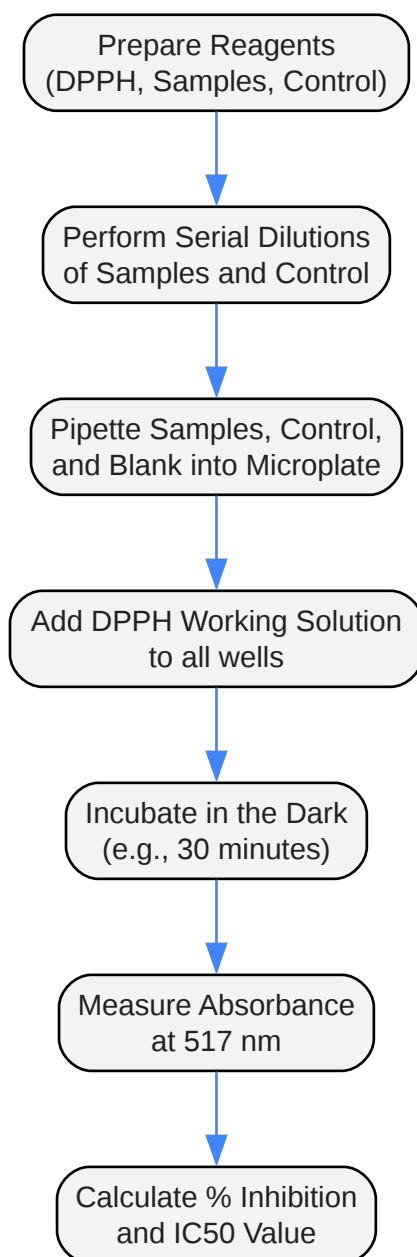 Prepare Reagents
(DPPH, Samples, Control)
Perform Serial Dilutions
of Samples and Control
Pipette Samples, Control,
and Blank into Microplate
Add DPPH Working Solution
to all wells
Incubate in the Dark
(e.g., 30 minutes)
Measure Absorbance
at 517 nm
Calculate % Inhibition
and IC50 Value